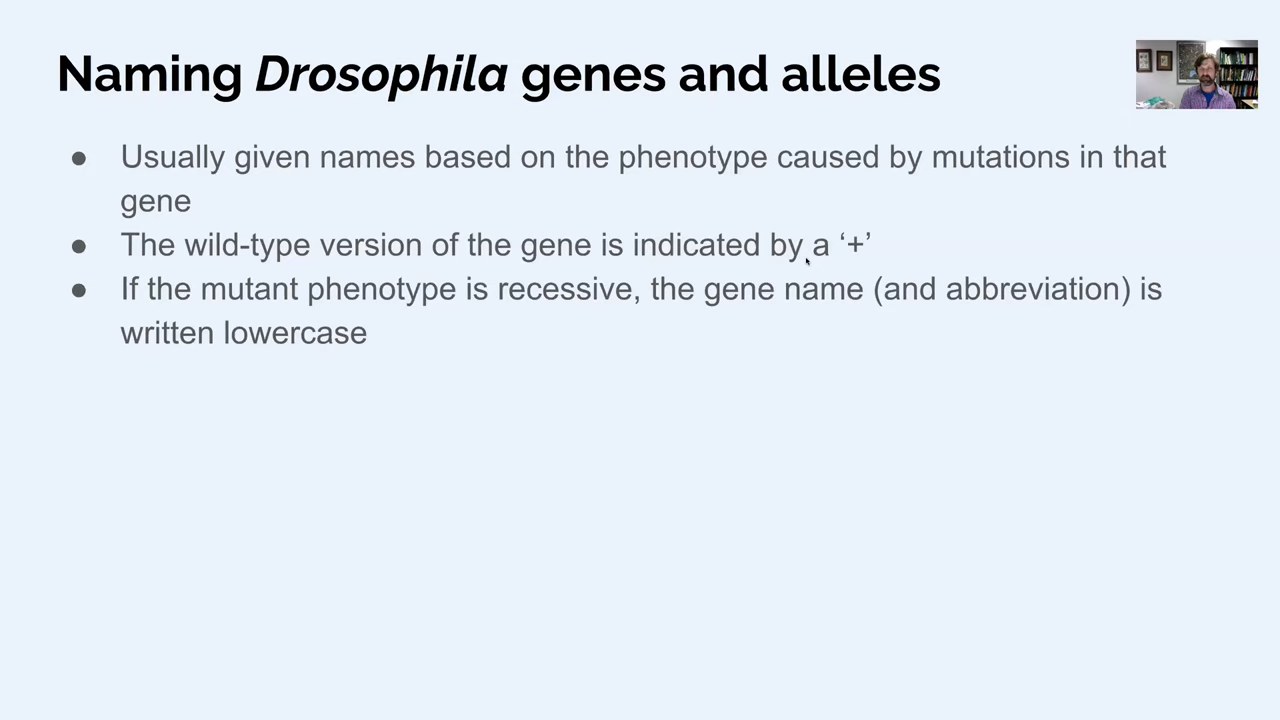 Naming Drosophila genes and alleles
● Usually given names based on the phenotype caused by mutations in that
gene
● The wild-type version of the gene is indicated by a ‘+’
● If the mutant phenotype is recessive, the gene name (and abbreviation) is
written lowercase